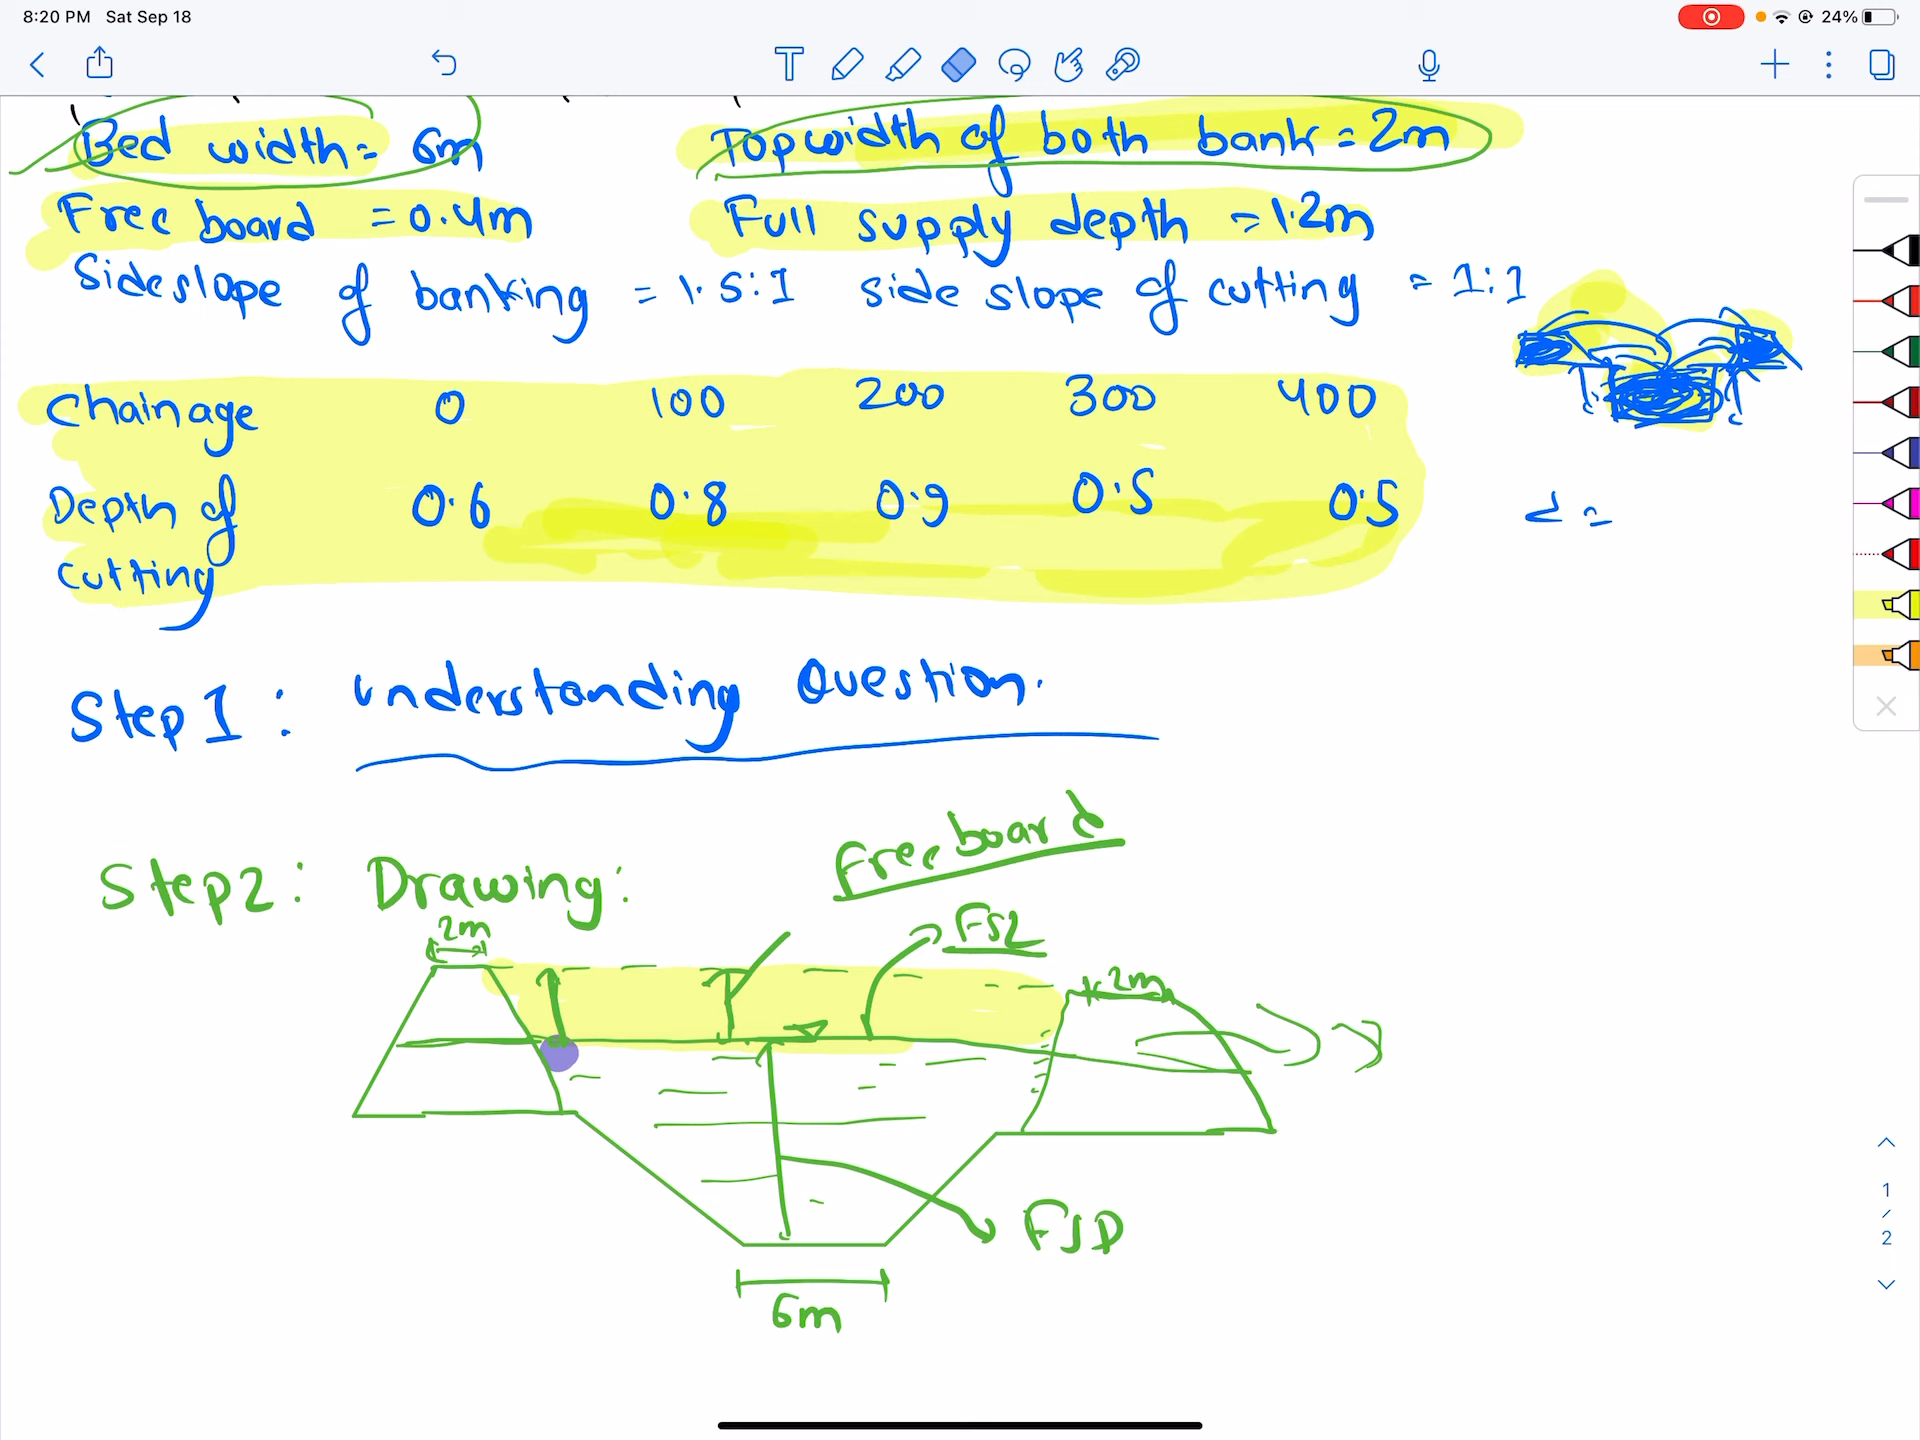 8:20 PM Sat Sep 18
24%
Bed width = 6m Top width of both bank = 2m
Free board = 0.4m Full supply depth = 1.2m
Side slope of banking = 1.5:1 side slope of cutting = 1:1
Chainage 0 100 200 300 400
Depth of 0.6 0.8 0.9 0.5 0.5
cutting
d =
Step 1: Understanding Question.
Free board
Step 2: Drawing:
2m
FSL
2m
FSD
6m
1
/
2